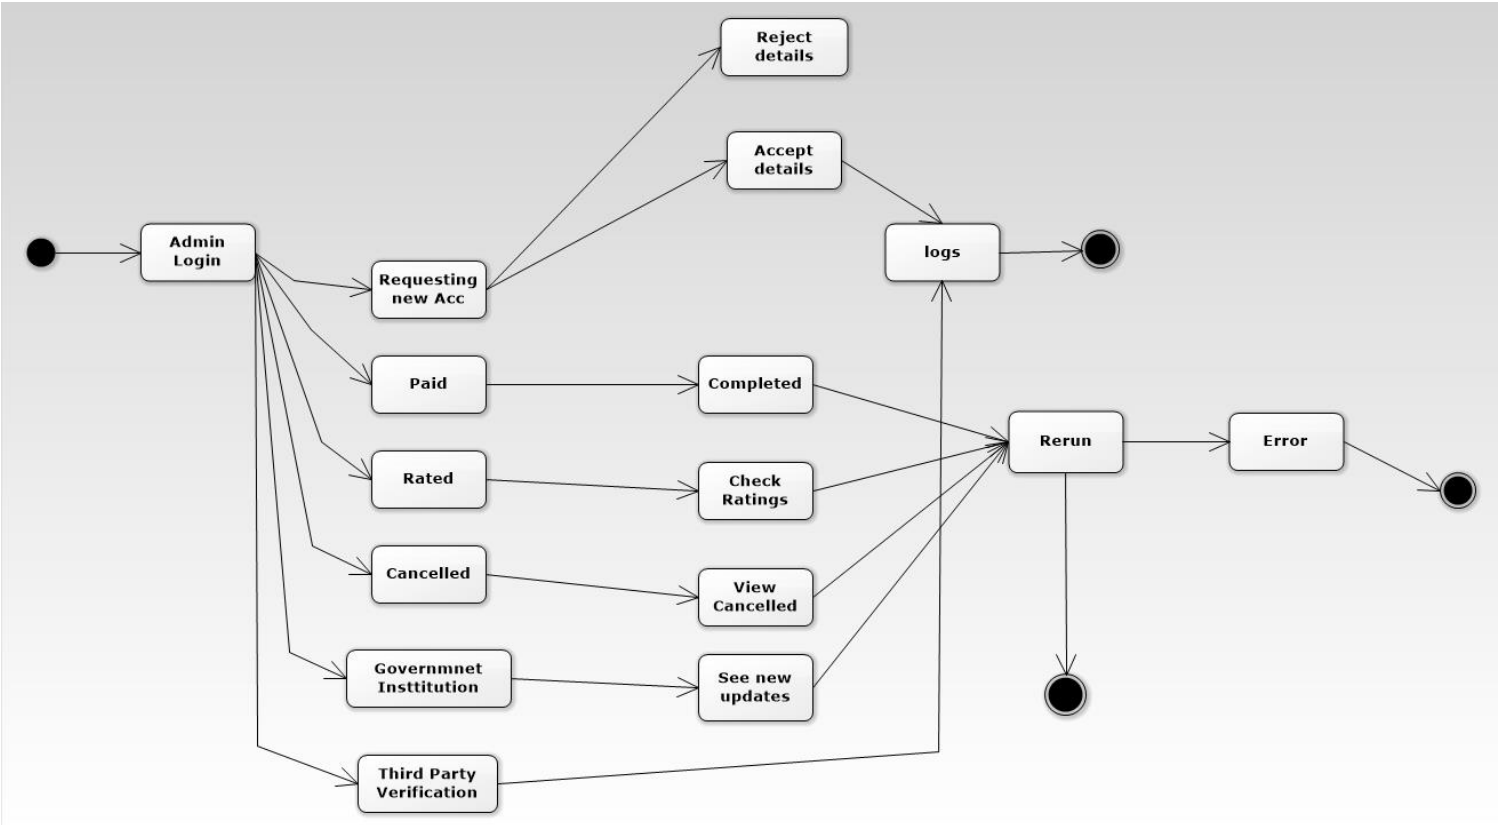 Reject
details
Accept
details
Admin
Login
logs
Requesting
new Acc
Paid
Completed
Rerun
Error
Rated
Check
Ratings
Cancelled
View
Cancelled
Governmnet
Insttitution
See new
updates
Third Party
Verification